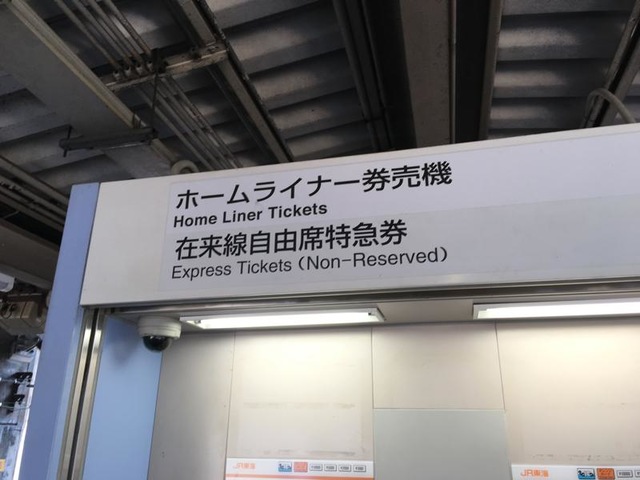 ホームライナー券売機
Home Liner Tickets
在来線自由席特急券
Express Tickets (Non-Reserved)
JR東海
JR東海